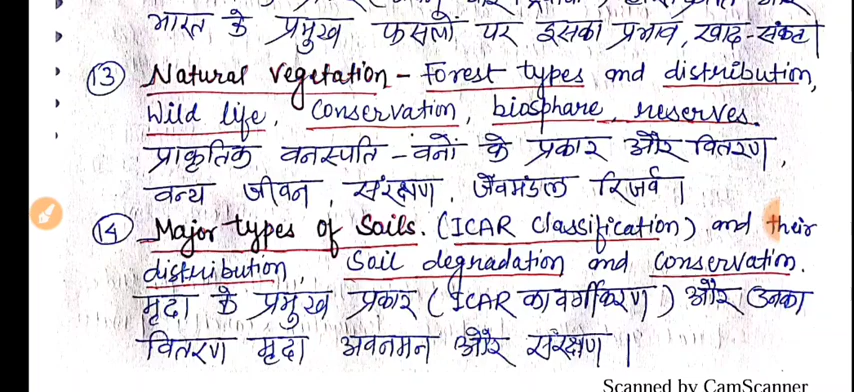 भारत के प्रमुख फसलों पर इसका प्रभाव, खाद्य-संकट।
(13) Natural vegetation - Forest types and distribution,
Wild life, Conservation, biosphare reserves.
प्राकृतिक वनस्पति - वनों के प्रकार और वितरण,
वन्य जीवन, संरक्षण, जैवमंडल रिजर्व।
(14) Major types of Soils. (ICAR Classification) and their
distribution, Soil degradation and Conservation.
मृदा के प्रमुख प्रकार (ICAR का वर्गीकरण) और उनका
वितरण मृदा अवनमन और संरक्षण।
Scanned by CamScanner